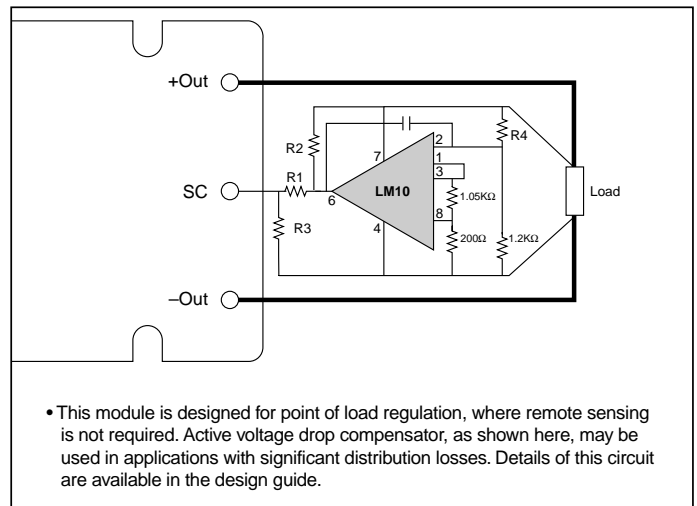 +Out
R2
R4
7
2
1
3
R1
SC
6
LM10
1.05KΩ
Load
8
R3
4
200Ω
1.2KΩ
–Out
• This module is designed for point of load regulation, where remote sensing
is not required. Active voltage drop compensator, as shown here, may be
used in applications with significant distribution losses. Details of this circuit
are available in the design guide.